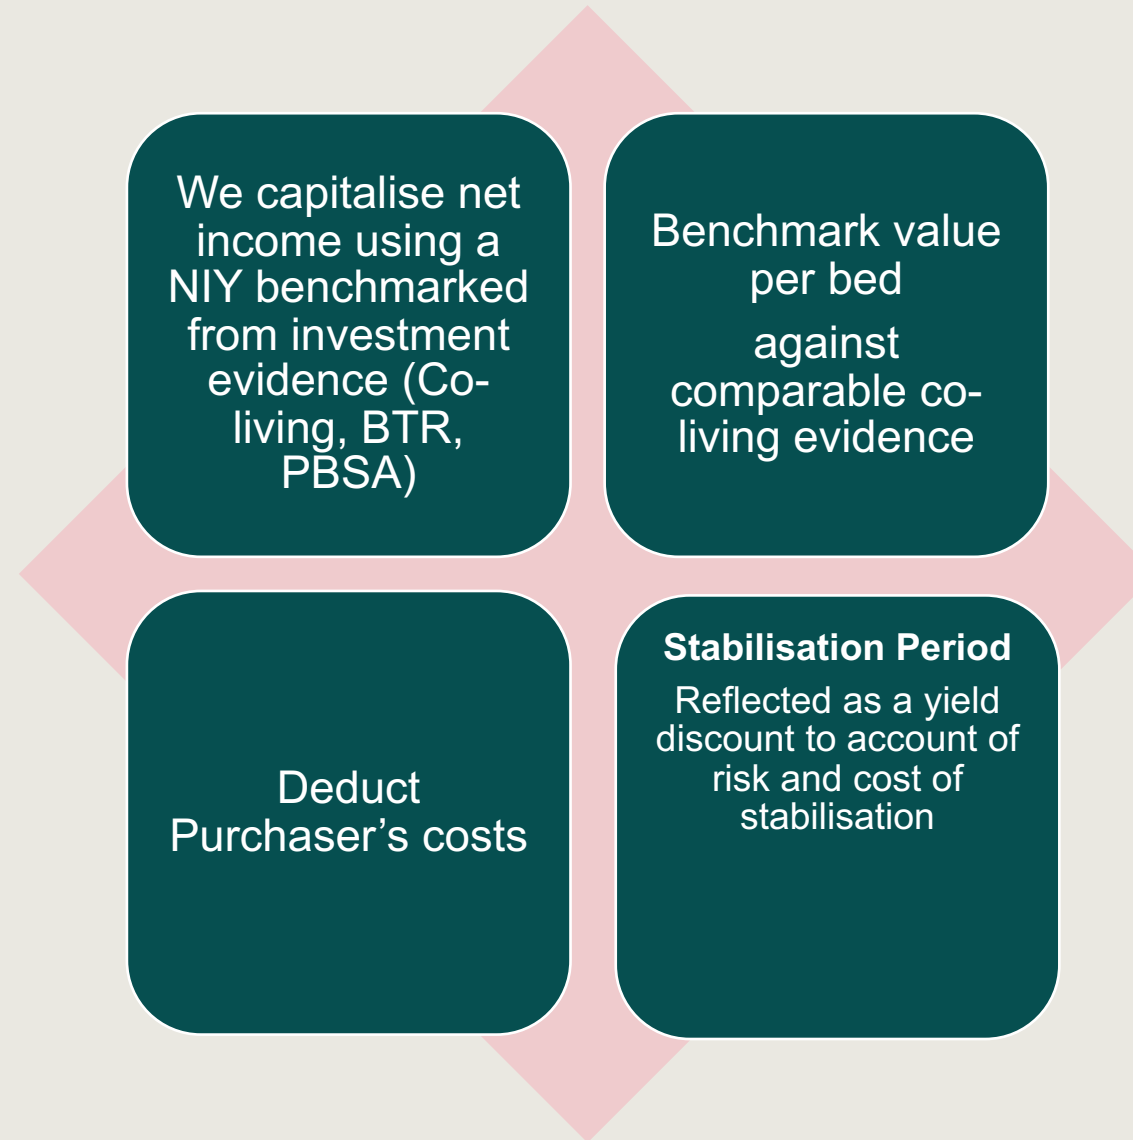 We capitalise net
income using a
NIY benchmarked
from investment
evidence (Co-
living, BTR,
PBSA)
Benchmark value
per bed
against
comparable co-
living evidence
Deduct
Purchaser’s costs
Stabilisation Period
Reflected as a yield
discount to account of
risk and cost of
stabilisation